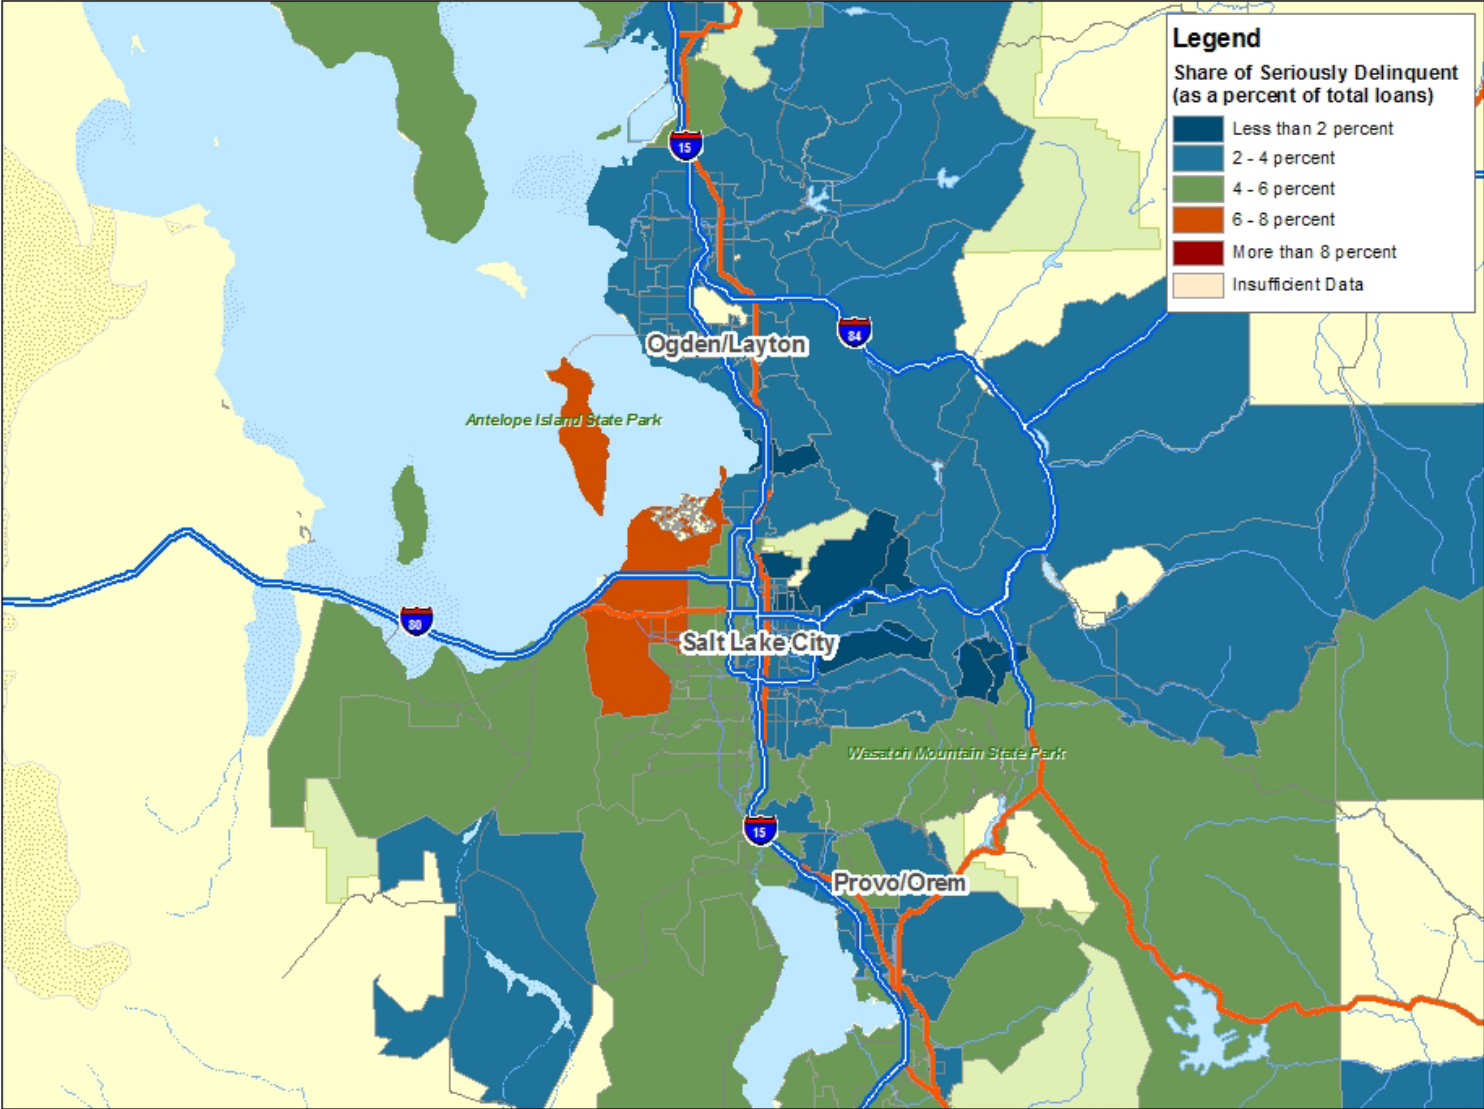 Legend
Share of Seriously Delinquent
(as a percent of total loans)
Less than 2 percent
2 - 4 percent
4 - 6 percent
6 - 8 percent
More than 8 percent
Insufficient Data
15
84
Ogden/Layton
Antelope Island State Park
80
Salt Lake City
Wasatch Mountain State Park
15
Provo/Orem